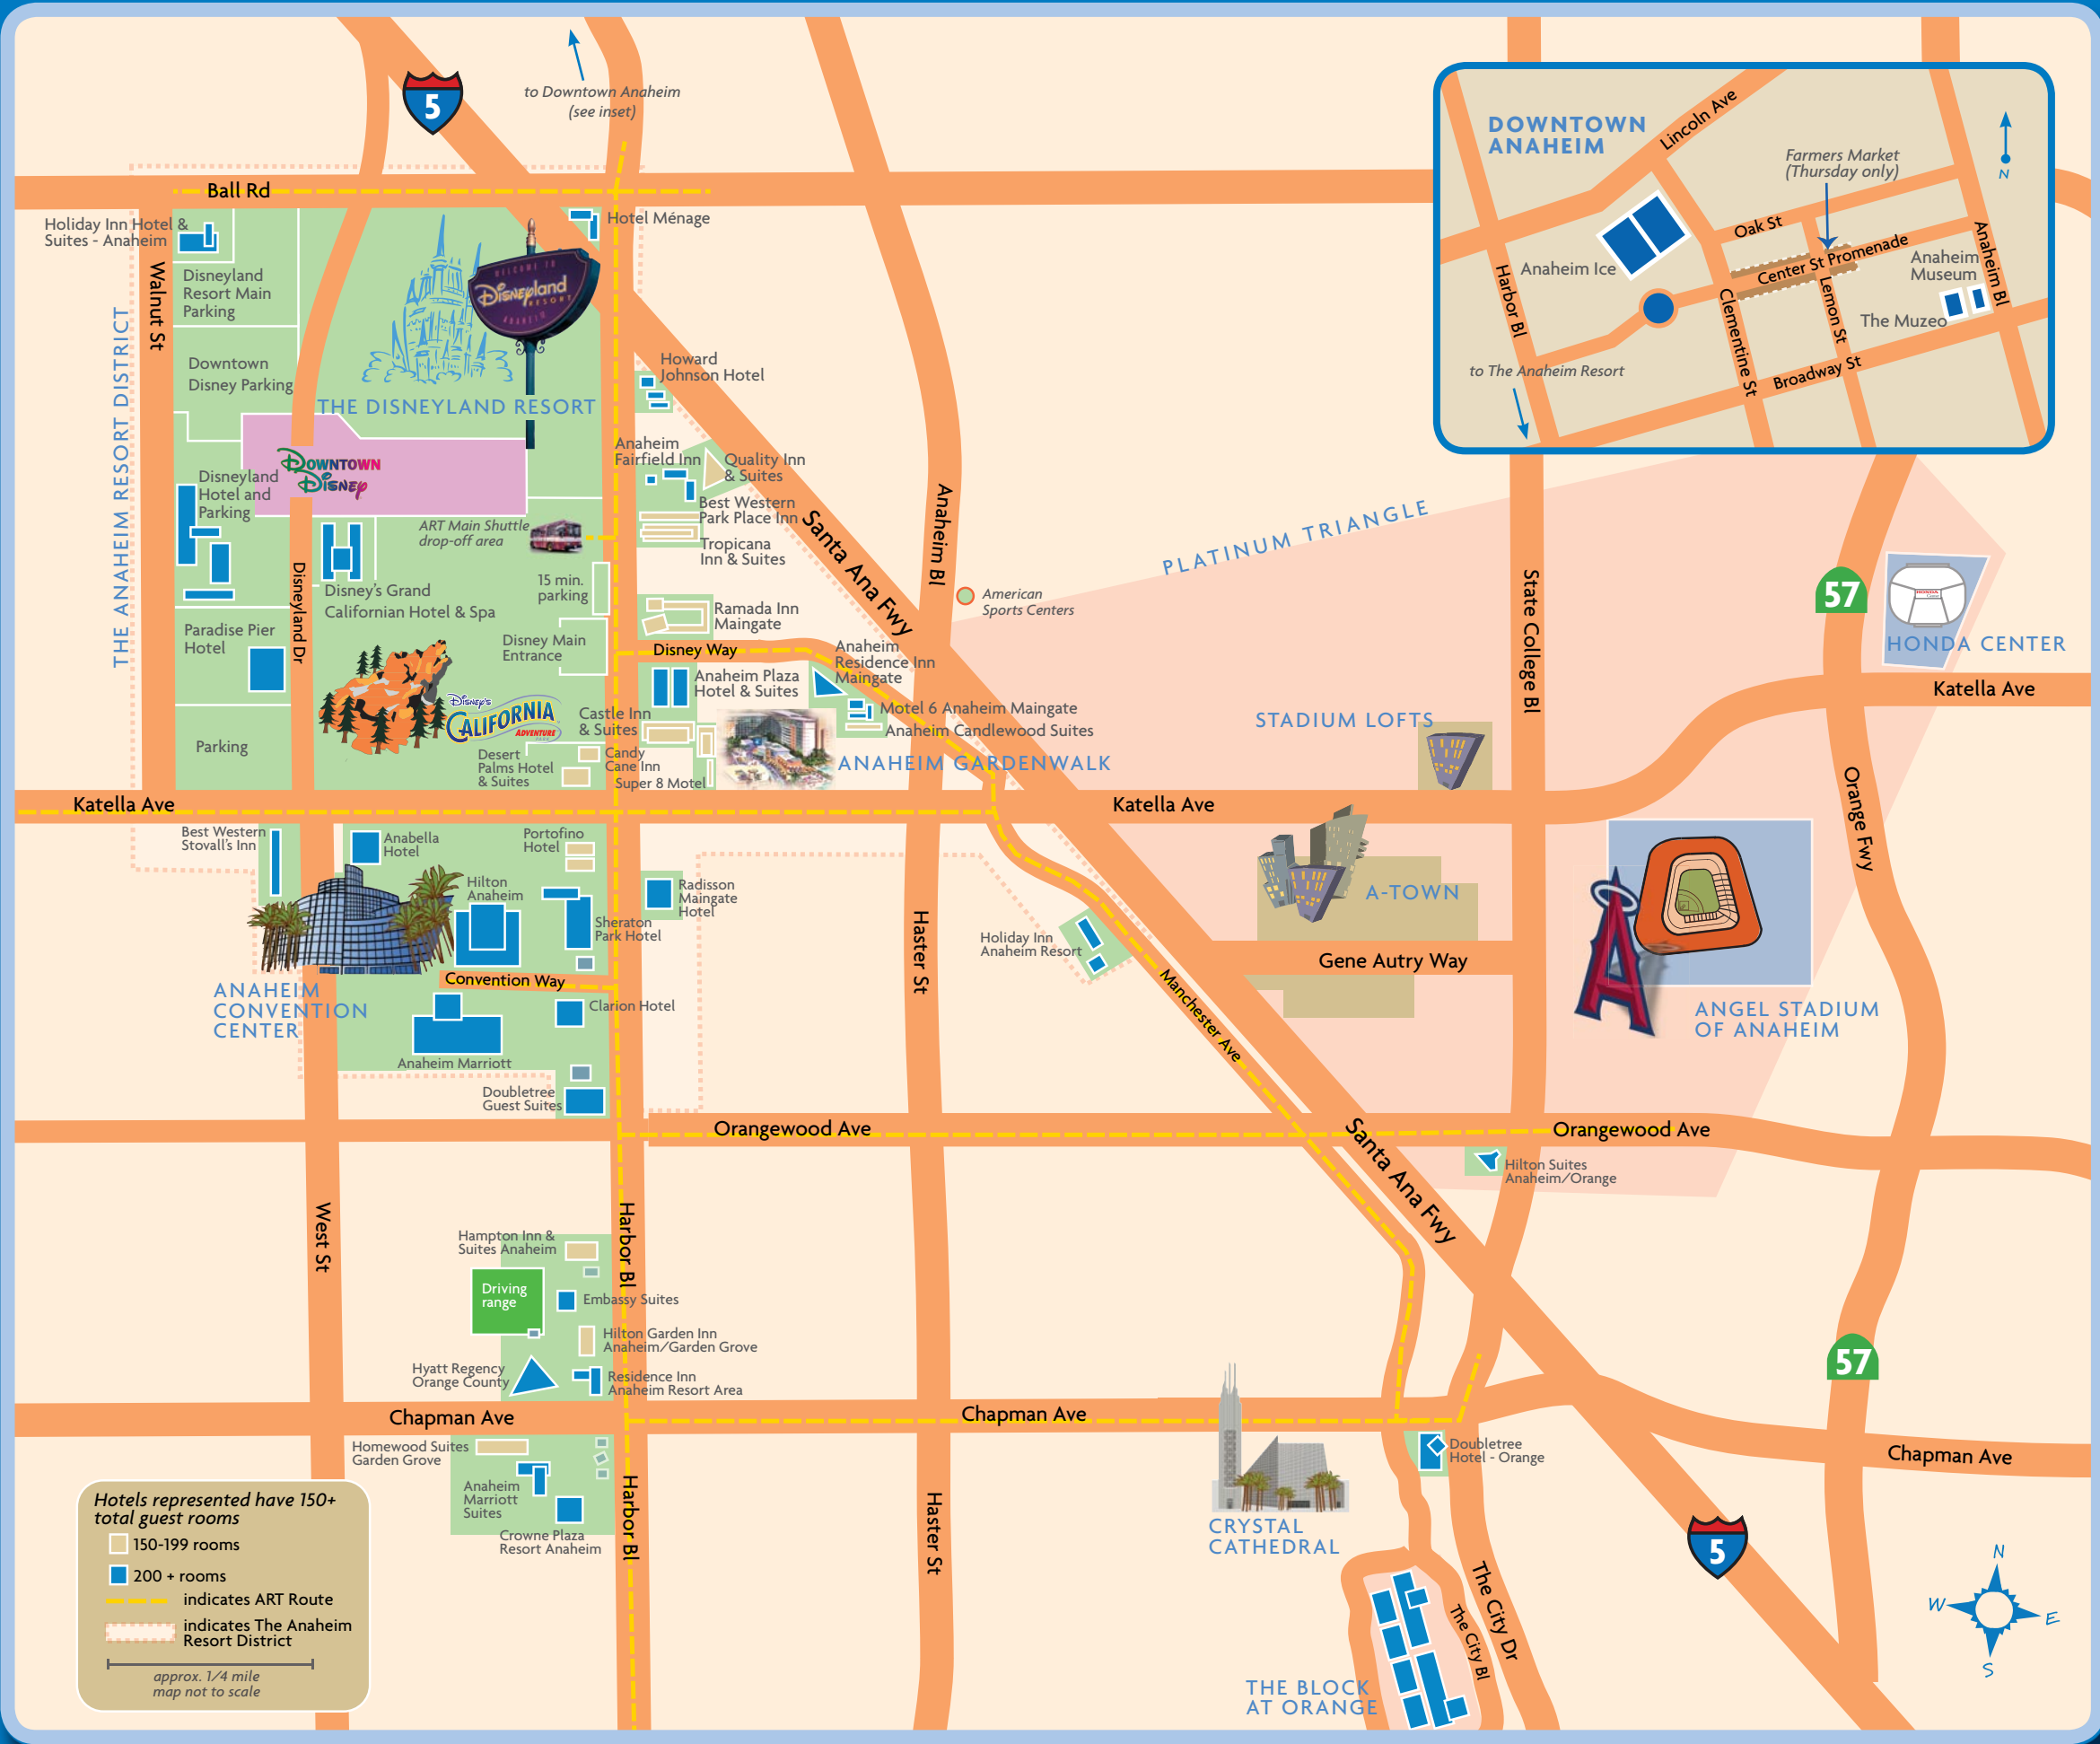 5
to Downtown Anaheim
(see inset)
Ball Rd
Holiday Inn Hotel &
Suites - Anaheim
Hotel Ménage
Walnut St
Disneyland
Resort Main
Parking
WELCOME TO
Disneyland
RESORT
ANAHEIM
THE ANAHEIM RESORT DISTRICT
Downtown
Disney Parking
THE DISNEYLAND RESORT
Howard
Johnson Hotel
Anaheim
Fairfield Inn
Quality Inn
& Suites
DOWNTOWN
DISNEY
Disneyland
Hotel and
Parking
Best Western
Park Place Inn
ART Main Shuttle
drop-off area
Tropicana
Inn & Suites
Santa Ana Fwy
Anaheim Bl
Disneyland Dr
Disney's Grand
Californian Hotel & Spa
15 min.
parking
Ramada Inn
Maingate
American
Sports Centers
Paradise Pier
Hotel
Disney Main
Entrance
Disney Way
Anaheim
Residence Inn
Maingate
Anaheim Plaza
Hotel & Suites
Disney's
CALIFORNIA
ADVENTURE
Castle Inn
& Suites
Motel 6 Anaheim Maingate
Anaheim Candlewood Suites
Parking
Desert
Palms Hotel
& Suites
Candy
Cane Inn
Super 8 Motel
ANAHEIM GARDENWALK
Katella Ave
Katella Ave
DOWNTOWN
ANAHEIM
Lincoln Ave
Farmers Market
(Thursday only)
N
Oak St
Center St Promenade
Anaheim Ice
Anaheim
Museum
Anaheim Bl
Harbor Bl
Clementine St
Lemon St
The Muzeo
to The Anaheim Resort
Broadway St
PLATINUM TRIANGLE
State College Bl
57
HONDA
HONDA CENTER
Katella Ave
STADIUM LOFTS
Orange Fwy
A-TOWN
Gene Autry Way
A
ANGEL STADIUM
OF ANAHEIM
Best Western
Stovall's Inn
Anabella
Hotel
Portofino
Hotel
Hilton
Anaheim
Sheraton
Park Hotel
Radisson
Maingate
Hotel
Haster St
Holiday Inn
Anaheim Resort
Convention Way
ANAHEIM
CONVENTION
CENTER
Clarion Hotel
Manchester Ave
Anaheim Marriott
Doubletree
Guest Suites
Orangewood Ave
Orangewood Ave
Santa Ana Fwy
Hilton Suites
Anaheim/Orange
West St
Harbor Bl
Hampton Inn &
Suites Anaheim
Driving
range
Embassy Suites
Hilton Garden Inn
Anaheim/Garden Grove
Hyatt Regency
Orange County
Residence Inn
Anaheim Resort Area
57
Chapman Ave
Chapman Ave
Chapman Ave
Homewood Suites
Garden Grove
Anaheim
Marriott
Suites
Crowne Plaza
Resort Anaheim
Harbor Bl
Haster St
Doubletree
Hotel - Orange
CRYSTAL
CATHEDRAL
The City Dr
The City Bl
THE BLOCK
AT ORANGE
5
N
W
E
S
Hotels represented have 150+
total guest rooms
150-199 rooms
200 + rooms
indicates ART Route
indicates The Anaheim
Resort District
approx. 1/4 mile
map not to scale